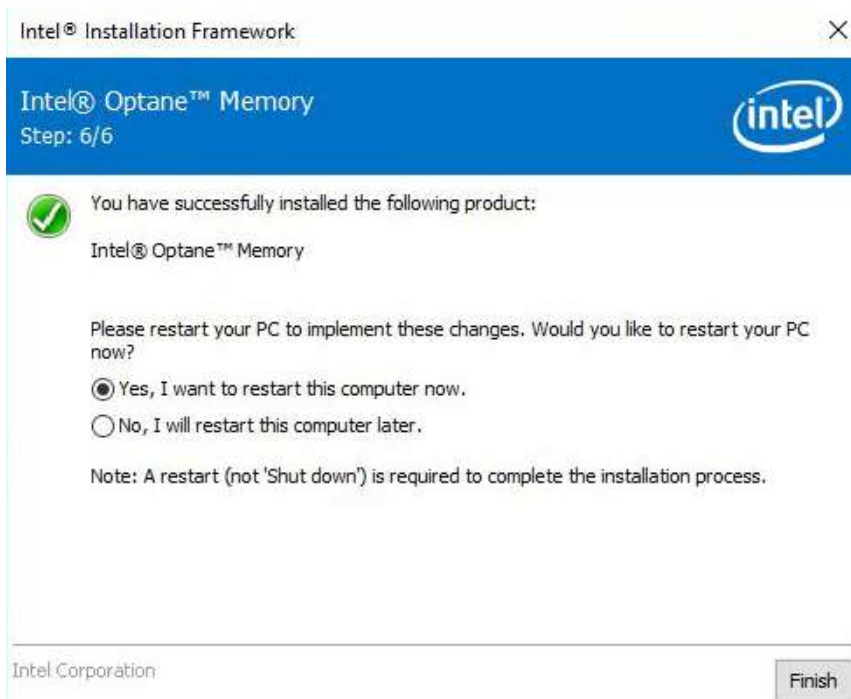 Intel® Installation Framework
Intel® Optane™ Memory
Step: 6/6
intel
You have successfully installed the following product:
Intel® Optane™ Memory
Please restart your PC to implement these changes. Would you like to restart your PC
now?
Yes, I want to restart this computer now.
No, I will restart this computer later.
Note: A restart (not 'Shut down') is required to complete the installation process.
Intel Corporation
Finish